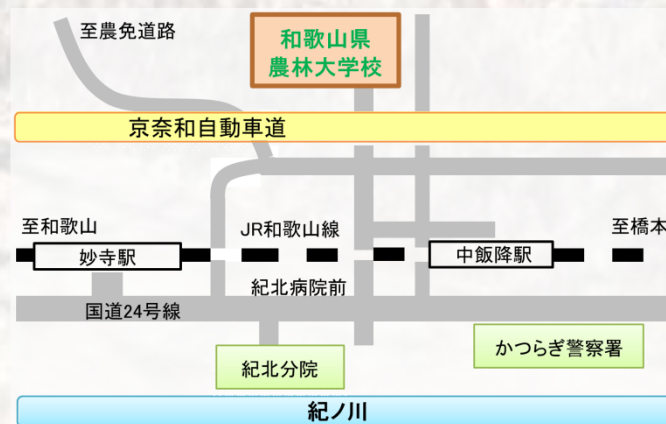 至農免道路
和歌山県
農林大学校
京奈和自動車道
至和歌山
JR和歌山線
至橋本
妙寺駅
中飯降駅
紀北病院前
国道24号線
かつらぎ警察署
紀北分院
紀ノ川